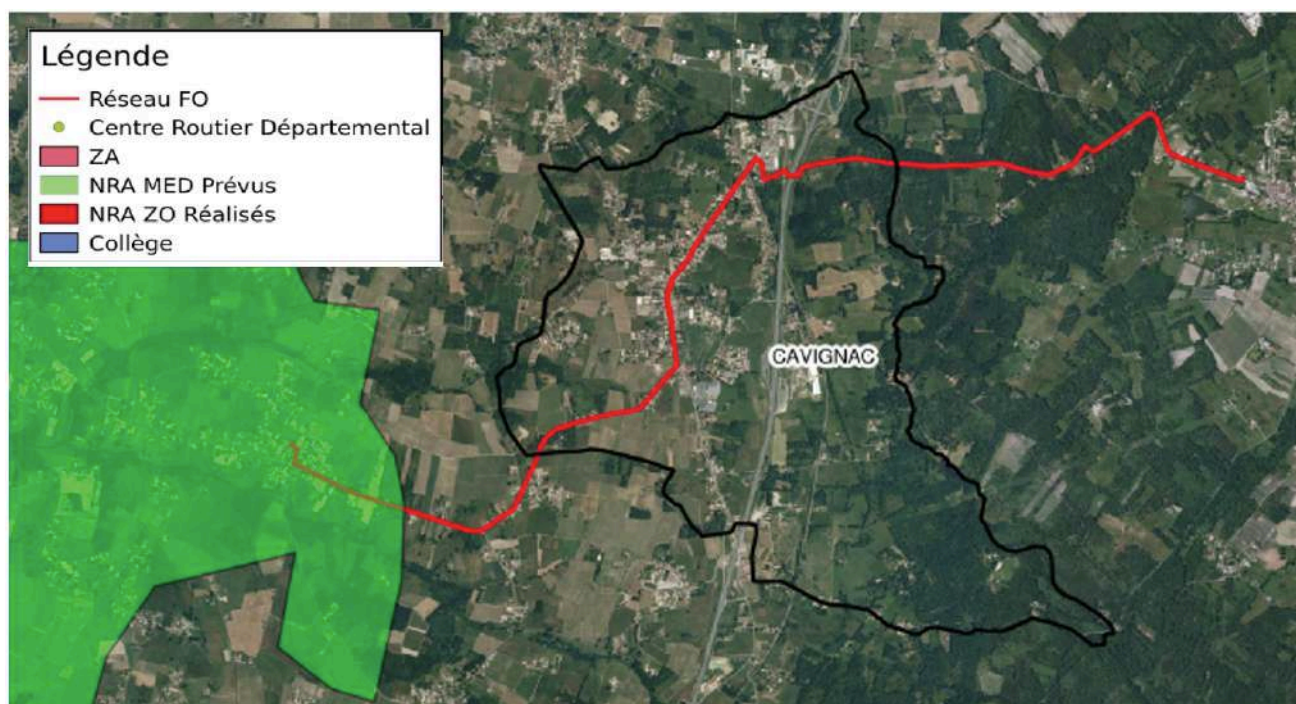 Légende
Réseau FO
Centre Routier Départemental
ZA
NRA MED Prévus
NRA ZO Réalisés
Collège
CAVIGNAC